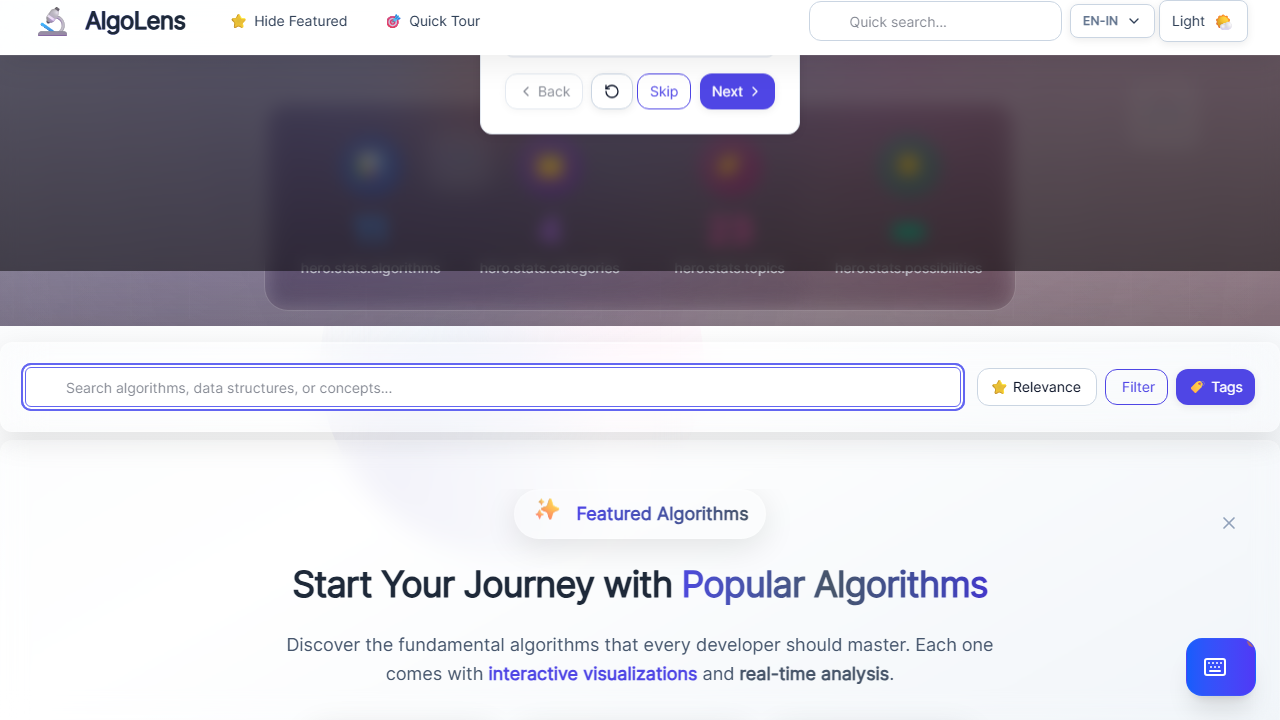 AlgoLens
Hide Featured
Quick Tour
Quick search...
EN-IN
Light
Back
Skip
Next
hero.stats.algorithms
hero.stats.categories
hero.stats.topics
hero.stats.possibilities
Search algorithms, data structures, or concepts...
Relevance
Filter
Tags
Featured Algorithms
Start Your Journey with Popular Algorithms
Discover the fundamental algorithms that every developer should master. Each one
comes with interactive visualizations and real-time analysis.